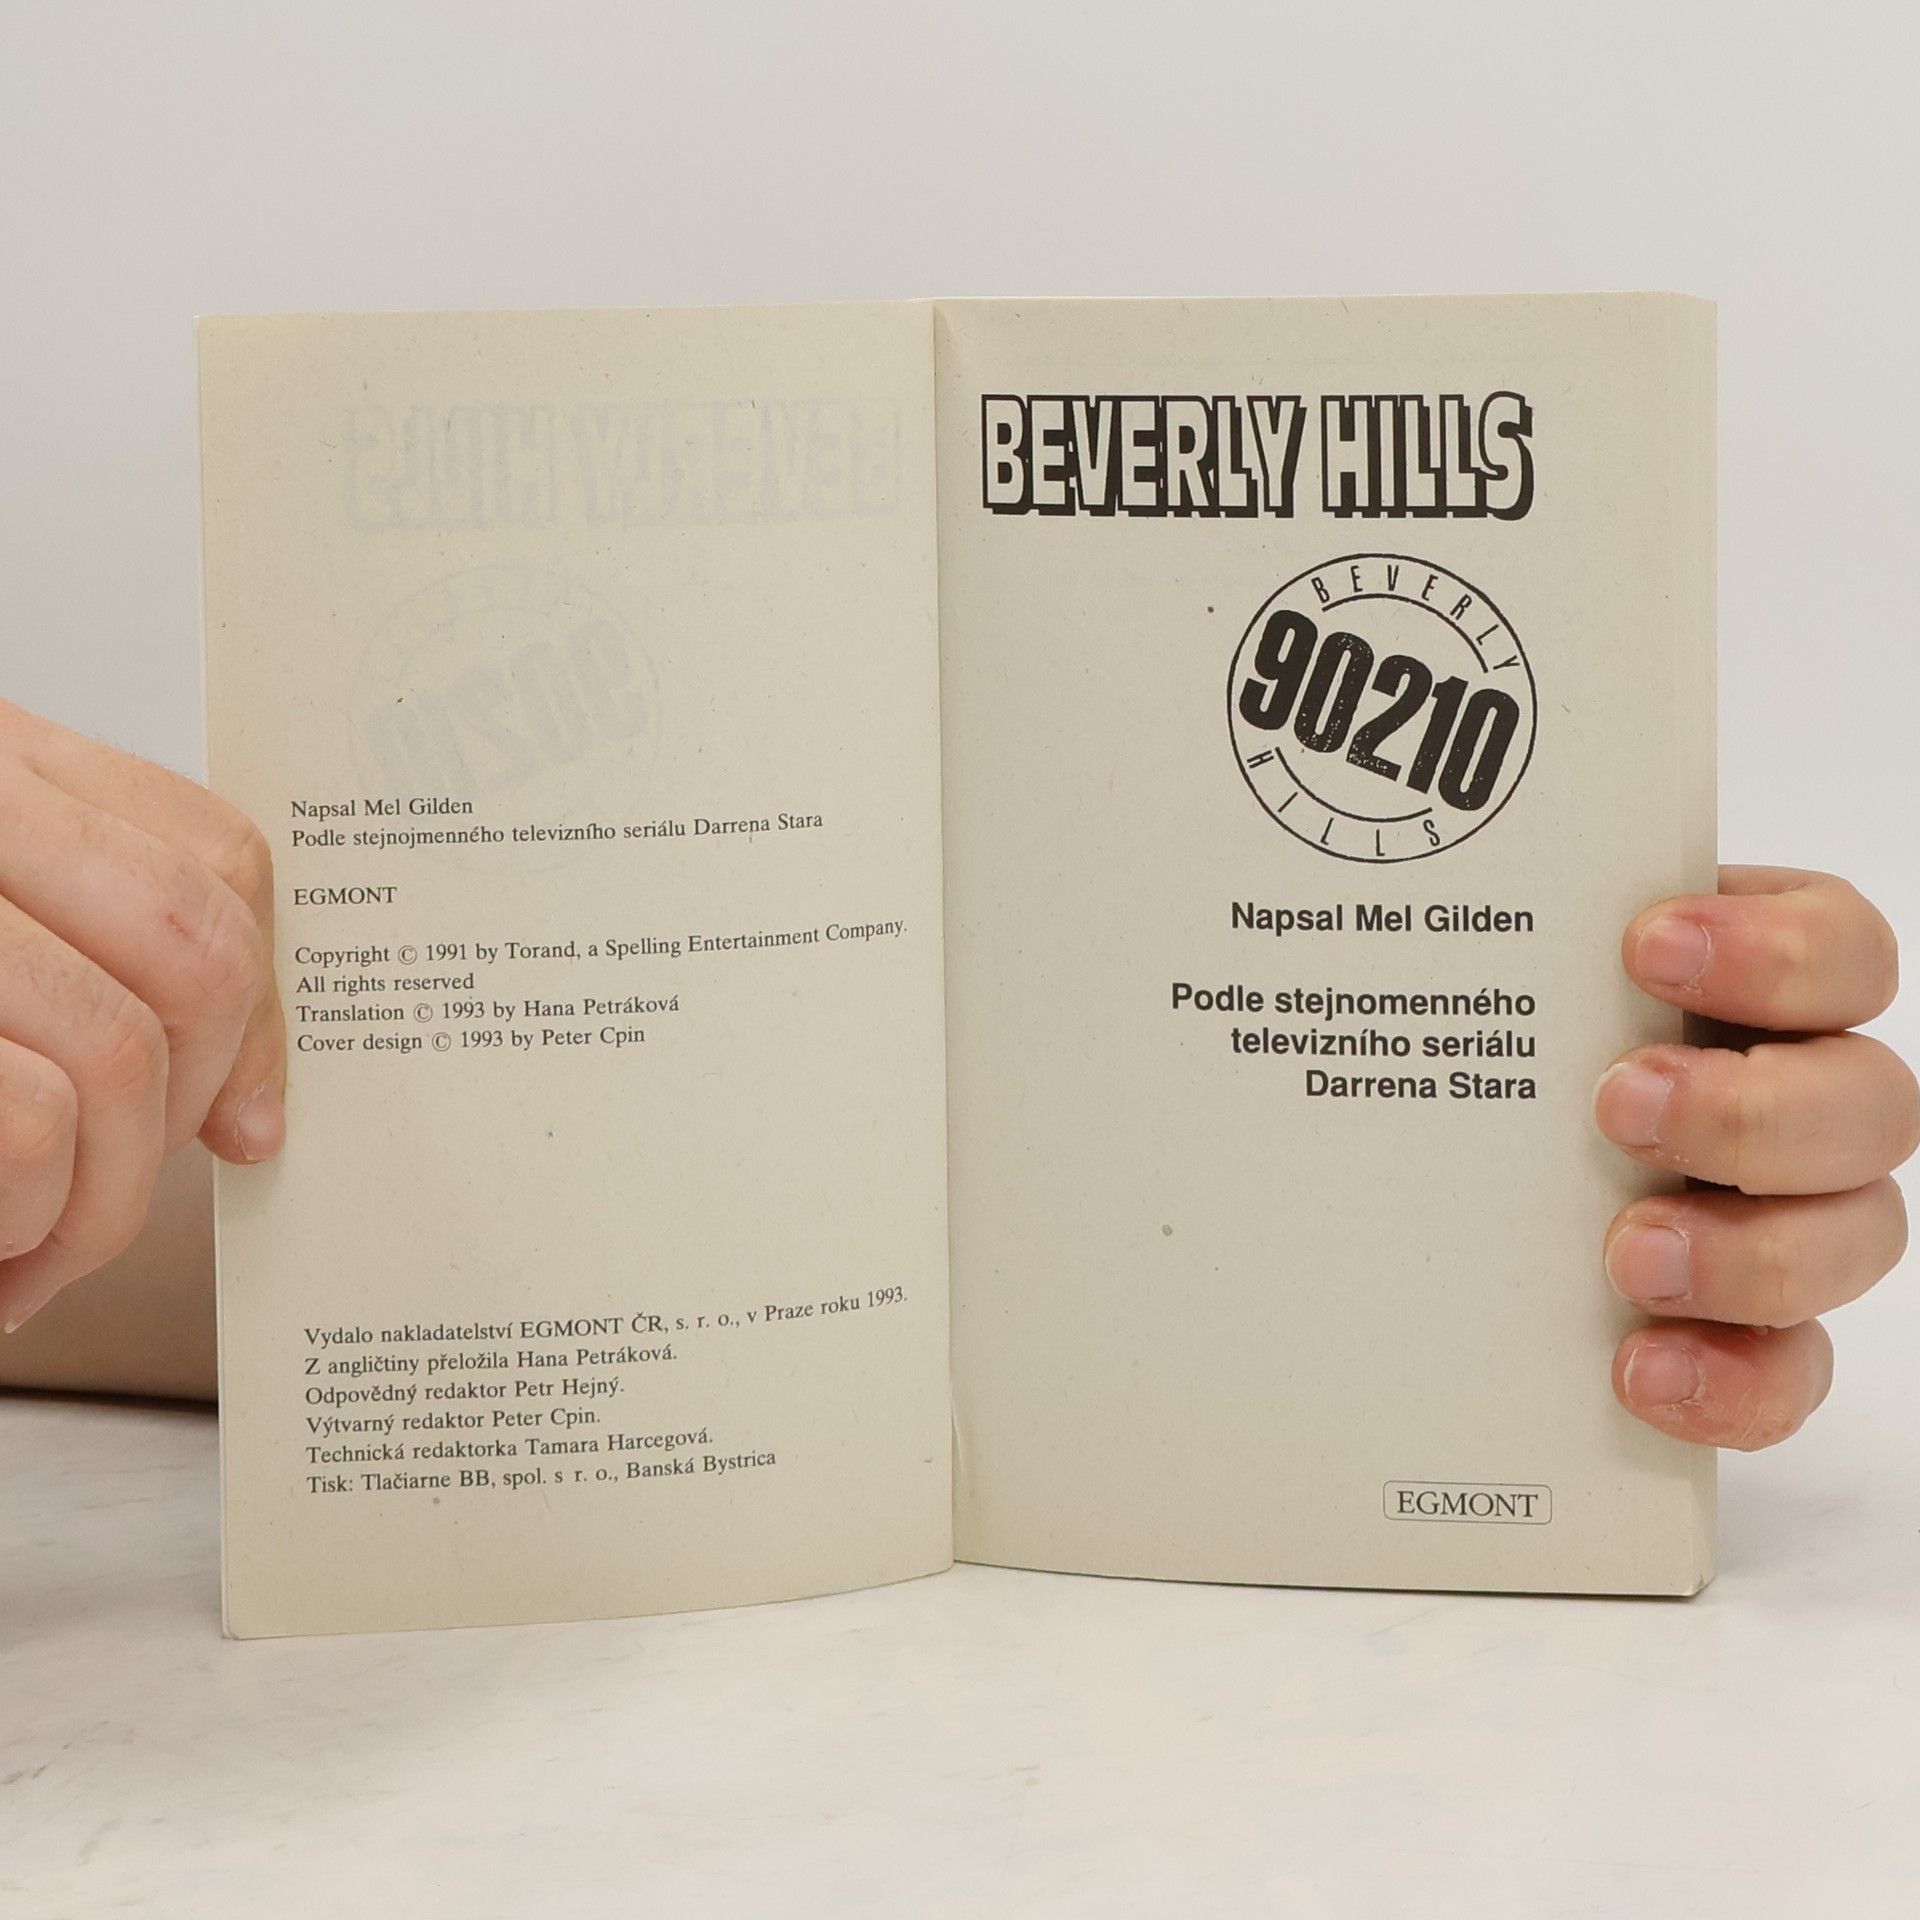 Napsal Mel Gilden
Podle stejnojmenného televizního seriálu Darrena Stara
EGMONT
Copyright © 1991 by Torand, a Spelling Entertainment Company.
All rights reserved
Translation © 1993 by Hana Petráková
Cover design © 1993 by Peter Cpin
Vydalo nakladatelství EGMONT ČR, s. r. o., v Praze roku 1993.
Z angličtiny přeložila Hana Petráková.
Odpovědný redaktor Petr Hejný.
Výtvarný redaktor Peter Cpin.
Technická redaktorka Tamara Harcegová.
Tisk: Tlačiarne BB, spol. s r. o., Banská Bystrica
BEVERLY HILLS
BEVERLY
90210
HILLS
Napsal Mel Gilden
Podle stejnomenného
televizního seriálu
Darrena Stara
EGMONT